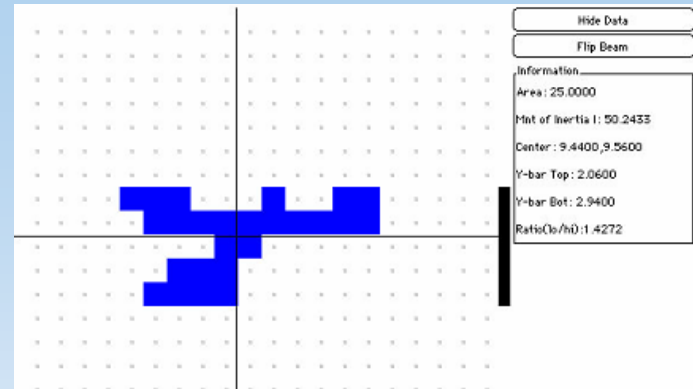 Hide Data
Flip Beam
Information
Area: 25.0000
Mnt of Inertia I: 50.2433
Center: 9.4400,9.5600
Y-bar Top: 2.0600
Y-bar Bot: 2.9400
Ratio(lo/hi):1.4272